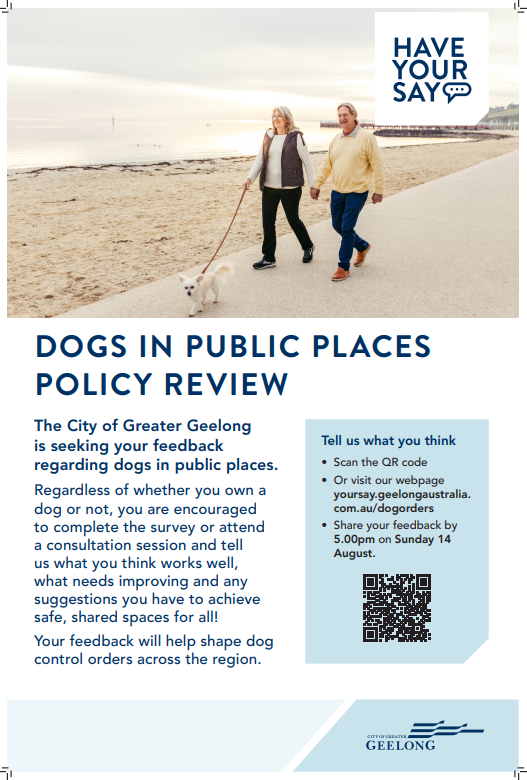 HAVE
YOUR
SAY
DOGS IN PUBLIC PLACES
POLICY REVIEW
The City of Greater Geelong
is seeking your feedback
regarding dogs in public places.
Regardless of whether you own a
dog or not, you are encouraged
to complete the survey or attend
a consultation session and tell
us what you think works well,
what needs improving and any
suggestions you have to achieve
safe, shared spaces for all!
Your feedback will help shape dog
control orders across the region.
Tell us what you think
• Scan the QR code
• Or visit our webpage
yoursay.geelongaustralia.
com.au/dogorders
• Share your feedback by
5.00pm on Sunday 14
August.
CITY OF GREATER
GEELONG